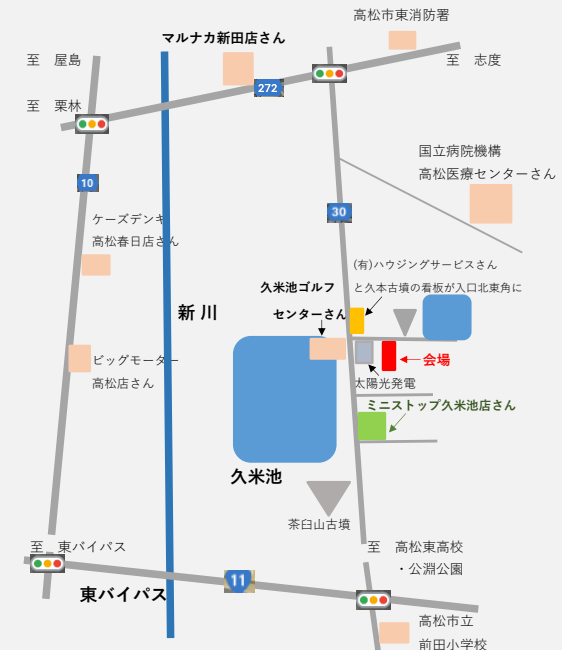 高松市東消防署
マルナカ新田店さん
至　屋島
至　志度
272
至　栗林
国立病院機構
高松医療センターさん
10
30
ケーズデンキ
高松春日店さん
(有)ハウジングサービスさん
と久本古墳の看板が入口北東角に
久米池ゴルフ
センターさん
新 川
会場
ビッグモーター
高松店さん
太陽光発電
ミニストップ久米池店さん
久米池
茶臼山古墳
至　東バイパス
至　高松東高校
・公淵公園
11
東バイパス
高松市立
前田小学校